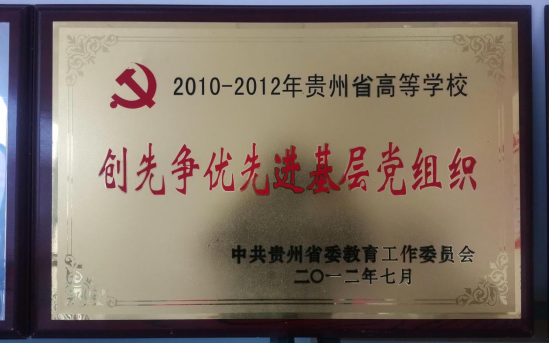 2010-2012年贵州省高等学校
创先争优先进基层党组织
中共贵州省委教育工作委员会
二〇一二年七月